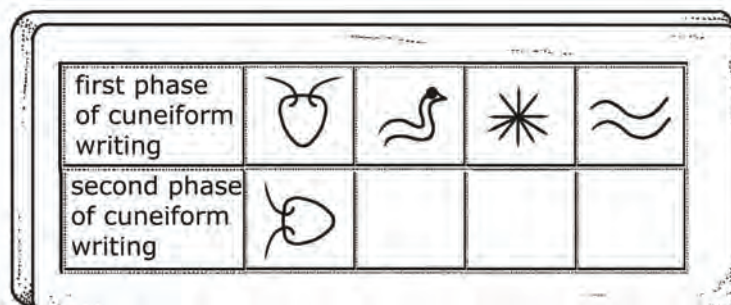 first phase
of cuneiform
writing
second phase
of cuneiform
writing